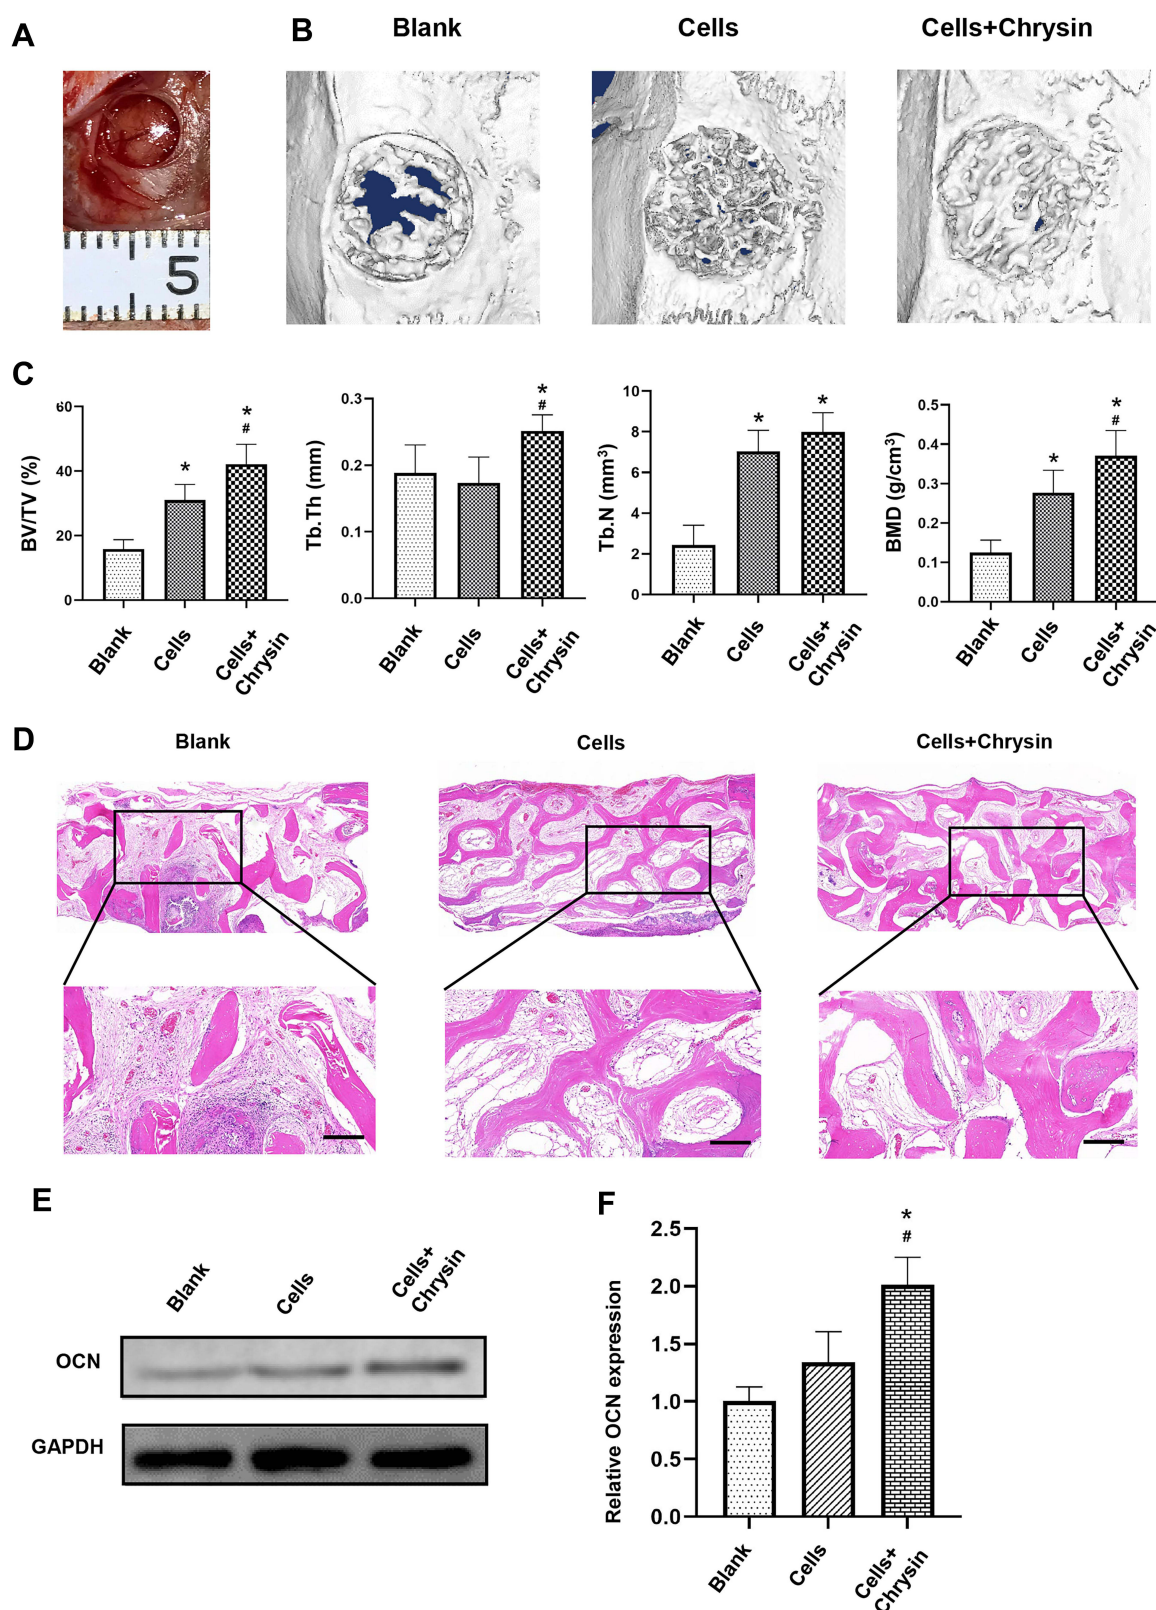 A
B
Blank
Cells
Cells+Chrysin
5
C
BV/TV (%)
60
40
20
0
Blank
Cells
Cells+
Chrysin
*
*
#
Tb.Th (mm)
0.3
0.2
0.1
0.0
Blank
Cells
Cells+
Chrysin
*
#
Tb.N (mm³)
10
8
6
4
2
0
Blank
Cells
Cells+
Chrysin
*
*
BMD (g/cm³)
0.5
0.4
0.3
0.2
0.1
0.0
Blank
Cells
Cells+
Chrysin
*
*
#
D
Blank
Cells
Cells+Chrysin
E
Blank
Cells
Cells+
Chrysin
OCN
GAPDH
F
Relative OCN expression
2.5
2.0
1.5
1.0
0.5
0.0
*
#
Blank
Cells
Cells+
Chrysin